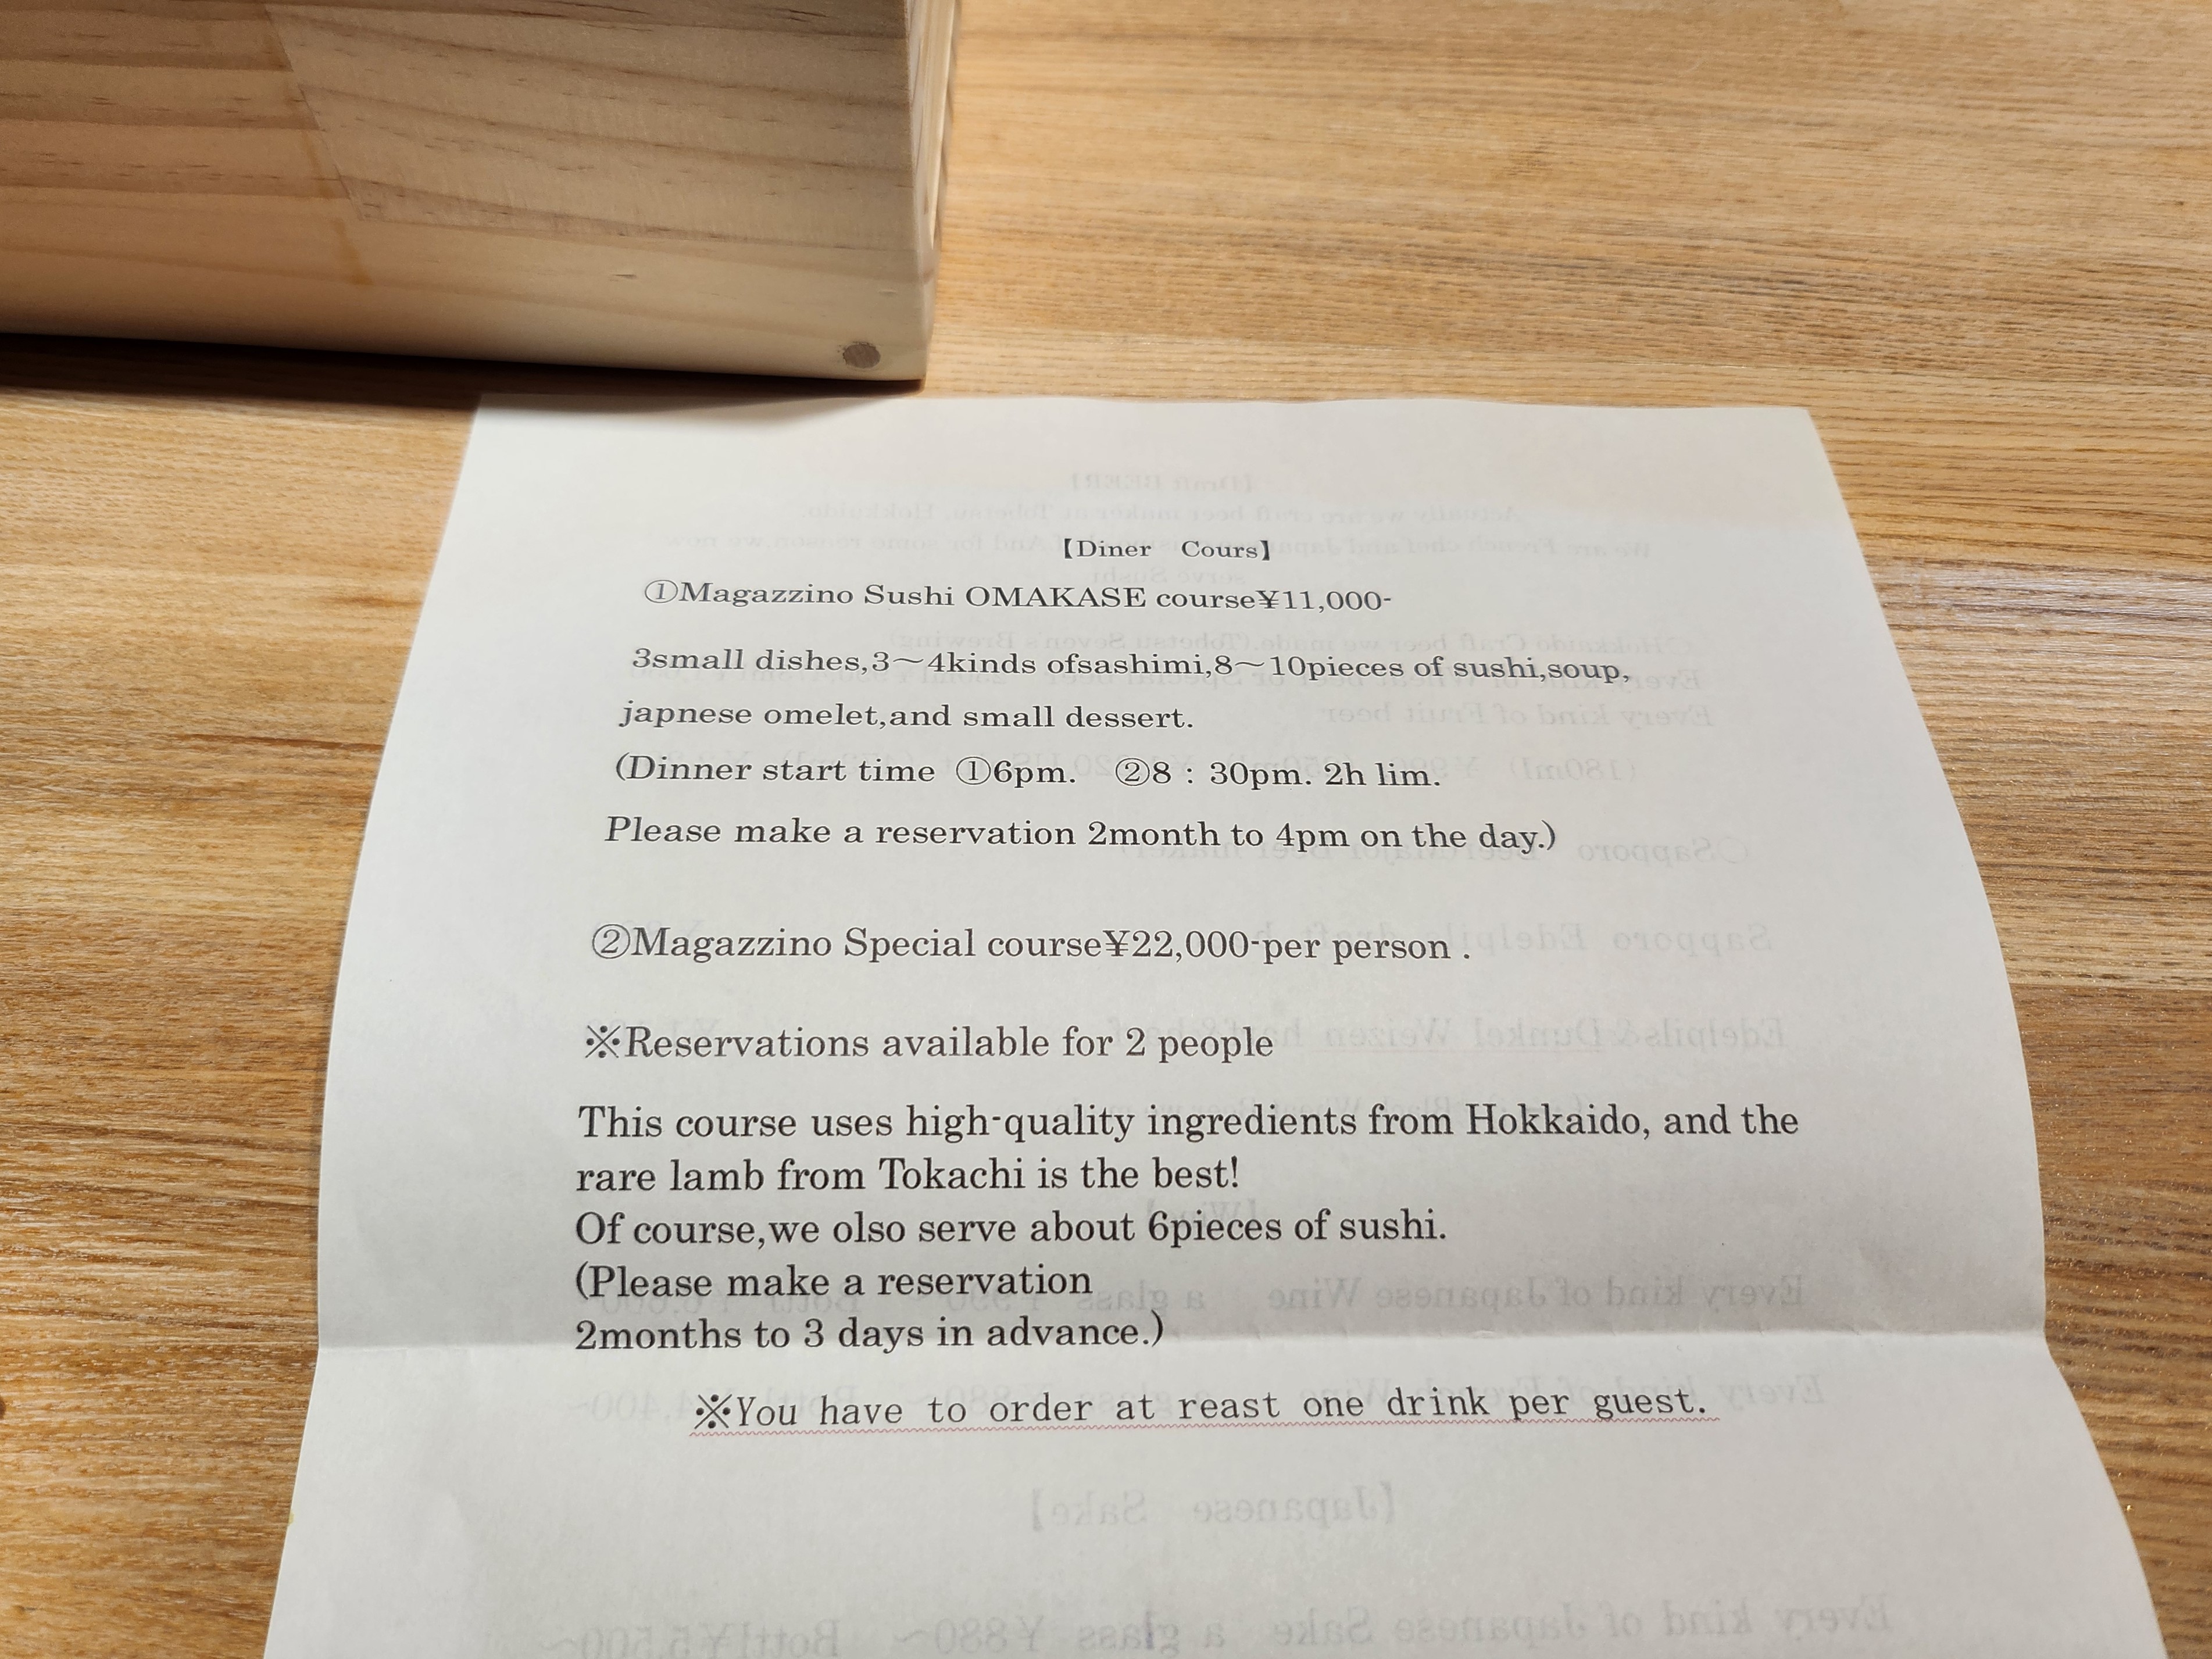 【Diner Cours】
①Magazzino Sushi OMAKASE course¥11,000-
3small dishes,3～4kinds ofsashimi,8～10pieces of sushi,soup,
japnese omelet,and small dessert.
(Dinner start time ①6pm. ②8：30pm. 2h lim.
Please make a reservation 2month to 4pm on the day.)
②Magazzino Special course¥22,000-per person .
※Reservations available for 2 people
This course uses high-quality ingredients from Hokkaido, and the
rare lamb from Tokachi is the best!
Of course,we olso serve about 6pieces of sushi.
(Please make a reservation
2months to 3 days in advance.)
※You have to order at reast one drink per guest.